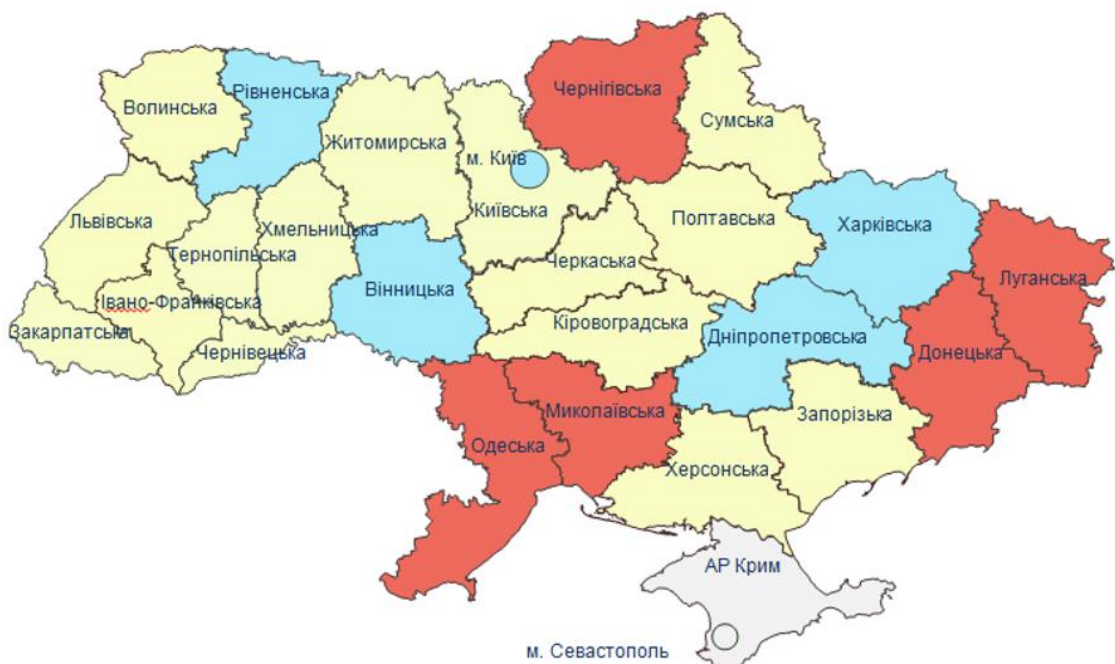 Чернігівська
Рівненська
Волинська
Сумська
Житомирська
м. Київ
Київська
Львівська
Полтавська
Харківська
Хмельницька
Тернопільська
Черкаська
Луганська
Вінницька
Івано-Франківська
Кіровоградська
Закарпатська
Дніпропетровська
Чернівецька
Донецька
Миколаївська
Запорізька
Одеська
Херсонська
АР Крим
м. Севастополь